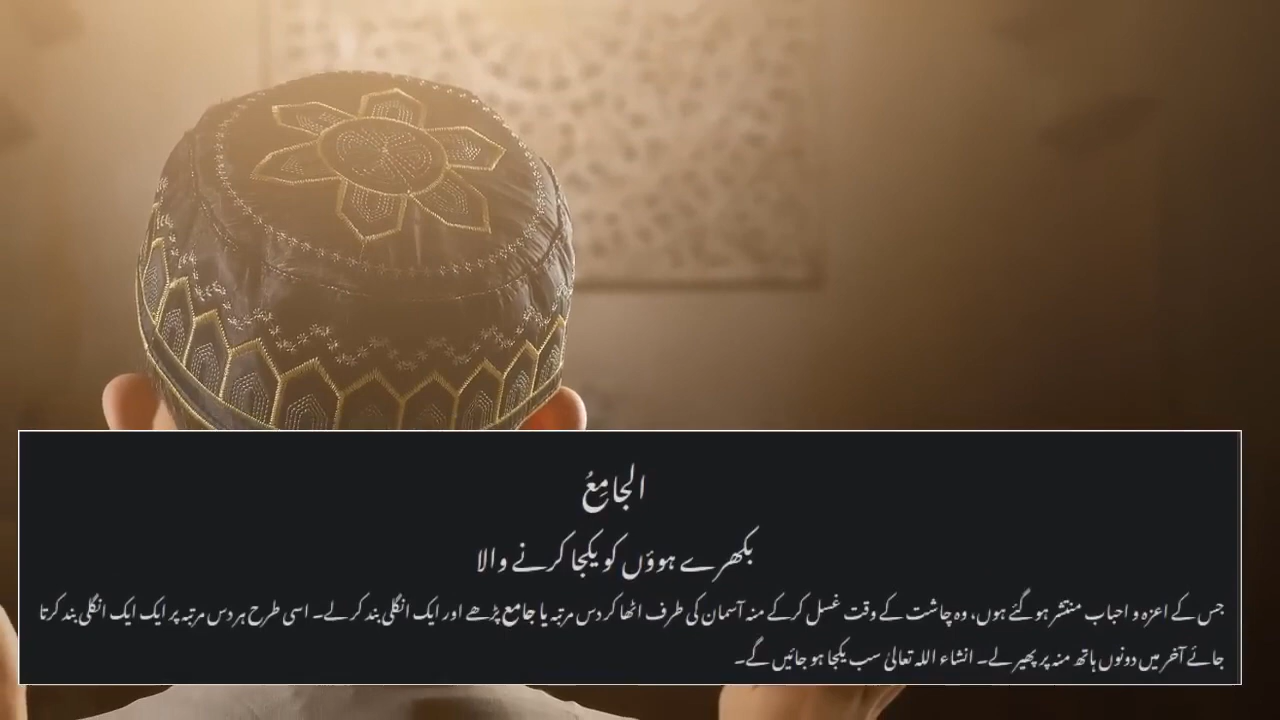 الجامِعُ
بکھرے ہوؤں کو یکجا کرنے والا
جس کے اعزہ و احباب منتشر ہو گئے ہوں، وہ چاشت کے وقت غسل کر کے منہ آسمان کی طرف اٹھا کر دس مرتبہ یا جامع پڑھے اور ایک انگلی بند کر لے۔ اسی طرح ہر دس مرتبہ پر ایک ایک انگلی بند کرتا
جائے آخر میں دونوں ہاتھ منہ پر پھیر لے۔ انشاء اللہ تعالیٰ سب یکجا ہو جائیں گے۔